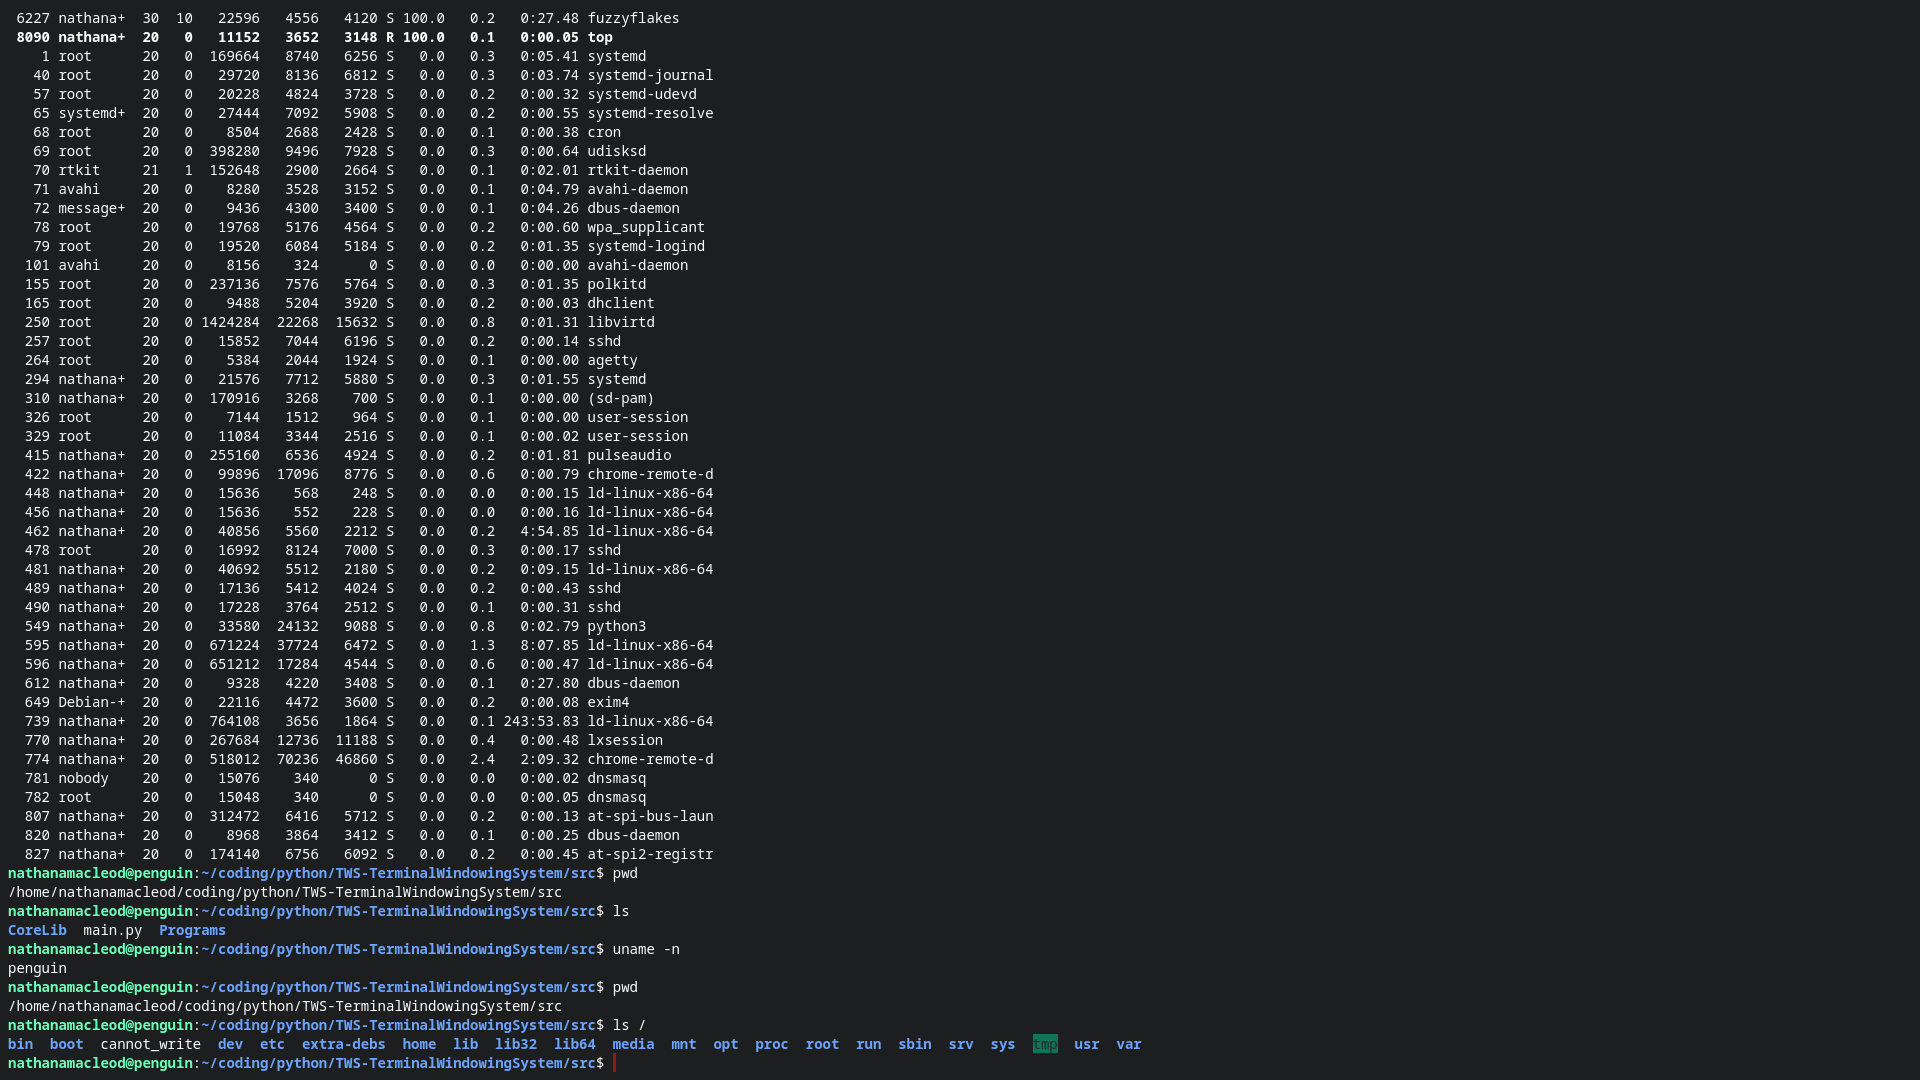 6227 nathana+  30  10   22596   4556   4120 S 100.0   0.2   0:27.48 fuzzyflakes
8090 nathana+  20   0   11152   3652   3148 R 100.0   0.1   0:00.05 top
1 root      20   0  169664   8740   6256 S   0.0   0.3   0:05.41 systemd
40 root      20   0   29720   8136   6812 S   0.0   0.3   0:03.74 systemd-journal
57 root      20   0   20228   4824   3728 S   0.0   0.2   0:00.32 systemd-udevd
65 systemd+  20   0   27444   7092   5908 S   0.0   0.2   0:00.55 systemd-resolve
68 root      20   0    8504   2688   2428 S   0.0   0.1   0:00.38 cron
69 root      20   0  398280   9496   7928 S   0.0   0.3   0:00.64 udisksd
70 rtkit     21   1  152648   2900   2664 S   0.0   0.1   0:02.01 rtkit-daemon
71 avahi     20   0    8280   3528   3152 S   0.0   0.1   0:04.79 avahi-daemon
72 message+  20   0    9436   4300   3400 S   0.0   0.1   0:04.26 dbus-daemon
78 root      20   0   19768   5176   4564 S   0.0   0.2   0:00.60 wpa_supplicant
79 root      20   0   19520   6084   5184 S   0.0   0.2   0:01.35 systemd-logind
101 avahi     20   0    8156    324      0 S   0.0   0.0   0:00.00 avahi-daemon
155 root      20   0  237136   7576   5764 S   0.0   0.3   0:01.35 polkitd
165 root      20   0    9488   5204   3920 S   0.0   0.2   0:00.03 dhclient
250 root      20   0 1424284  22268  15632 S   0.0   0.8   0:01.31 libvirtd
257 root      20   0   15852   7044   6196 S   0.0   0.2   0:00.14 sshd
264 root      20   0    5384   2044   1924 S   0.0   0.1   0:00.00 agetty
294 nathana+  20   0   21576   7712   5880 S   0.0   0.3   0:01.55 systemd
310 nathana+  20   0  170916   3268    700 S   0.0   0.1   0:00.00 (sd-pam)
326 root      20   0    7144   1512    964 S   0.0   0.1   0:00.00 user-session
329 root      20   0   11084   3344   2516 S   0.0   0.1   0:00.02 user-session
415 nathana+  20   0  255160   6536   4924 S   0.0   0.2   0:01.81 pulseaudio
422 nathana+  20   0   99896  17096   8776 S   0.0   0.6   0:00.79 chrome-remote-d
448 nathana+  20   0   15636    568    248 S   0.0   0.0   0:00.15 ld-linux-x86-64
456 nathana+  20   0   15636    552    228 S   0.0   0.0   0:00.16 ld-linux-x86-64
462 nathana+  20   0   40856   5560   2212 S   0.0   0.2   4:54.85 ld-linux-x86-64
478 root      20   0   16992   8124   7000 S   0.0   0.3   0:00.17 sshd
481 nathana+  20   0   40692   5512   2180 S   0.0   0.2   0:09.15 ld-linux-x86-64
489 nathana+  20   0   17136   5412   4024 S   0.0   0.2   0:00.43 sshd
490 nathana+  20   0   17228   3764   2512 S   0.0   0.1   0:00.31 sshd
549 nathana+  20   0   33580  24132   9088 S   0.0   0.8   0:02.79 python3
595 nathana+  20   0  671224  37724   6472 S   0.0   1.3   8:07.85 ld-linux-x86-64
596 nathana+  20   0  651212  17284   4544 S   0.0   0.6   0:00.47 ld-linux-x86-64
612 nathana+  20   0    9328   4220   3408 S   0.0   0.1   0:27.80 dbus-daemon
649 Debian-+  20   0   22116   4472   3600 S   0.0   0.2   0:00.08 exim4
739 nathana+  20   0  764108   3656   1864 S   0.0   0.1 243:53.83 ld-linux-x86-64
770 nathana+  20   0  267684  12736  11188 S   0.0   0.4   0:00.48 lxsession
774 nathana+  20   0  518012  70236  46860 S   0.0   2.4   2:09.32 chrome-remote-d
781 nobody    20   0   15076    340      0 S   0.0   0.0   0:00.02 dnsmasq
782 root      20   0   15048    340      0 S   0.0   0.0   0:00.05 dnsmasq
807 nathana+  20   0  312472   6416   5712 S   0.0   0.2   0:00.13 at-spi-bus-laun
820 nathana+  20   0    8968   3864   3412 S   0.0   0.1   0:00.25 dbus-daemon
827 nathana+  20   0  174140   6756   6092 S   0.0   0.2   0:00.45 at-spi2-registr
nathanamacleod@penguin:~/coding/python/TWS-TerminalWindowingSystem/src$ pwd
/home/nathanamacleod/coding/python/TWS-TerminalWindowingSystem/src
nathanamacleod@penguin:~/coding/python/TWS-TerminalWindowingSystem/src$ ls
CoreLib  main.py  Programs
nathanamacleod@penguin:~/coding/python/TWS-TerminalWindowingSystem/src$ uname -n
penguin
nathanamacleod@penguin:~/coding/python/TWS-TerminalWindowingSystem/src$ pwd
/home/nathanamacleod/coding/python/TWS-TerminalWindowingSystem/src
nathanamacleod@penguin:~/coding/python/TWS-TerminalWindowingSystem/src$ ls /
bin  boot  cannot_write  dev  etc  extra-debs  home  lib  lib32  lib64  media  mnt  opt  proc  root  run  sbin  srv  sys  tmp  usr  var
nathanamacleod@penguin:~/coding/python/TWS-TerminalWindowingSystem/src$